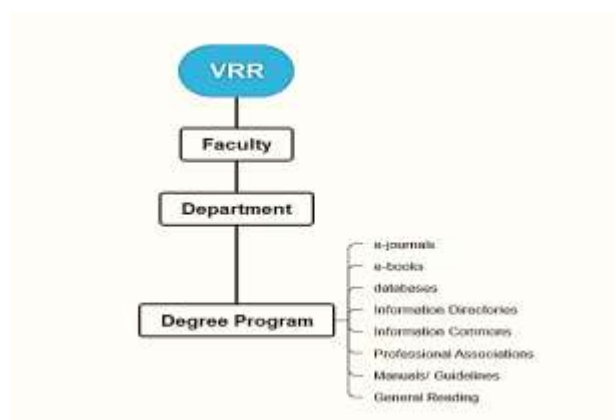 VRR
Faculty
Department
Degree Program
e-journals
e-books
databases
Information Directories
Information Commons
Professional Associations
Manuals/ Guidelines
General Reading